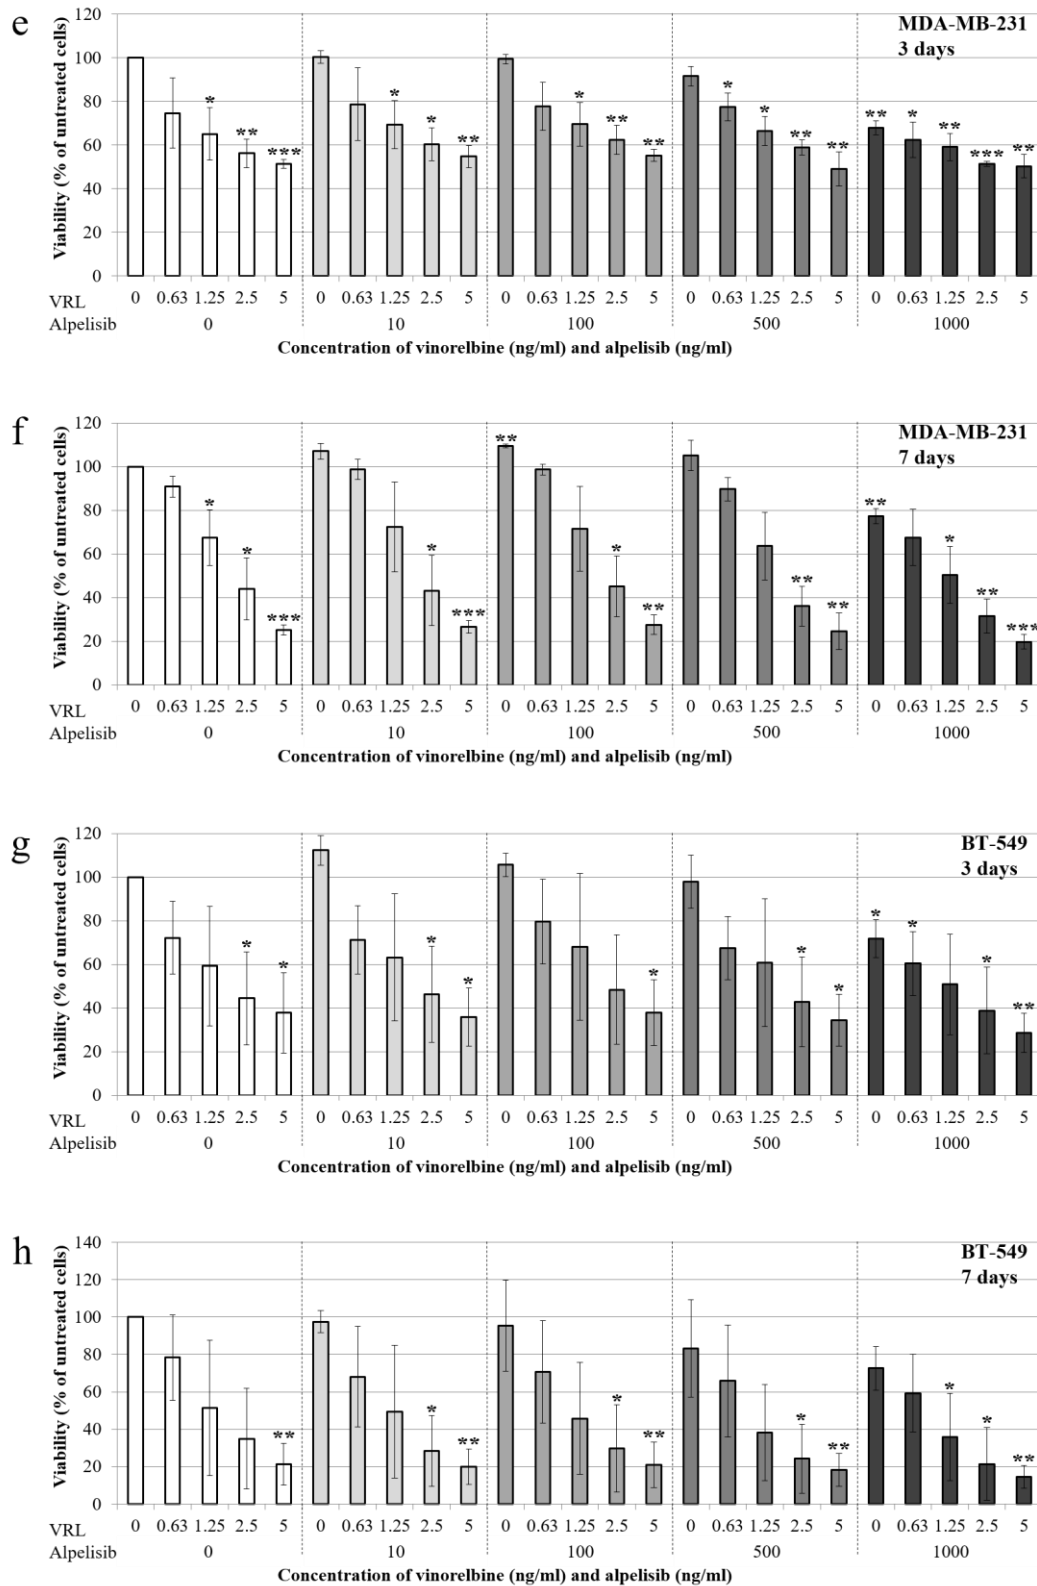 e
MDA-MB-231
3 days
Viability (% of untreated cells)
120
100
80
60
40
20
0
* ** *** * * ** * ** ** * * ** ** ** * ** *** **
VRL 0 0.63 1.25 2.5 5 0 0.63 1.25 2.5 5 0 0.63 1.25 2.5 5 0 0.63 1.25 2.5 5 0 0.63 1.25 2.5 5
Alpelisib 0 10 100 500 1000
Concentration of vinorelbine (ng/ml) and alpelisib (ng/ml)
f
MDA-MB-231
7 days
Viability (% of untreated cells)
120
100
80
60
40
20
0
* * *** * *** ** * ** ** ** ** * ** ***
VRL 0 0.63 1.25 2.5 5 0 0.63 1.25 2.5 5 0 0.63 1.25 2.5 5 0 0.63 1.25 2.5 5 0 0.63 1.25 2.5 5
Alpelisib 0 10 100 500 1000
Concentration of vinorelbine (ng/ml) and alpelisib (ng/ml)
g
BT-549
3 days
Viability (% of untreated cells)
120
100
80
60
40
20
0
* * * * * * * * * * **
VRL 0 0.63 1.25 2.5 5 0 0.63 1.25 2.5 5 0 0.63 1.25 2.5 5 0 0.63 1.25 2.5 5 0 0.63 1.25 2.5 5
Alpelisib 0 10 100 500 1000
Concentration of vinorelbine (ng/ml) and alpelisib (ng/ml)
h
BT-549
7 days
Viability (% of untreated cells)
140
120
100
80
60
40
20
0
** * ** * ** * ** * * **
VRL 0 0.63 1.25 2.5 5 0 0.63 1.25 2.5 5 0 0.63 1.25 2.5 5 0 0.63 1.25 2.5 5 0 0.63 1.25 2.5 5
Alpelisib 0 10 100 500 1000
Concentration of vinorelbine (ng/ml) and alpelisib (ng/ml)